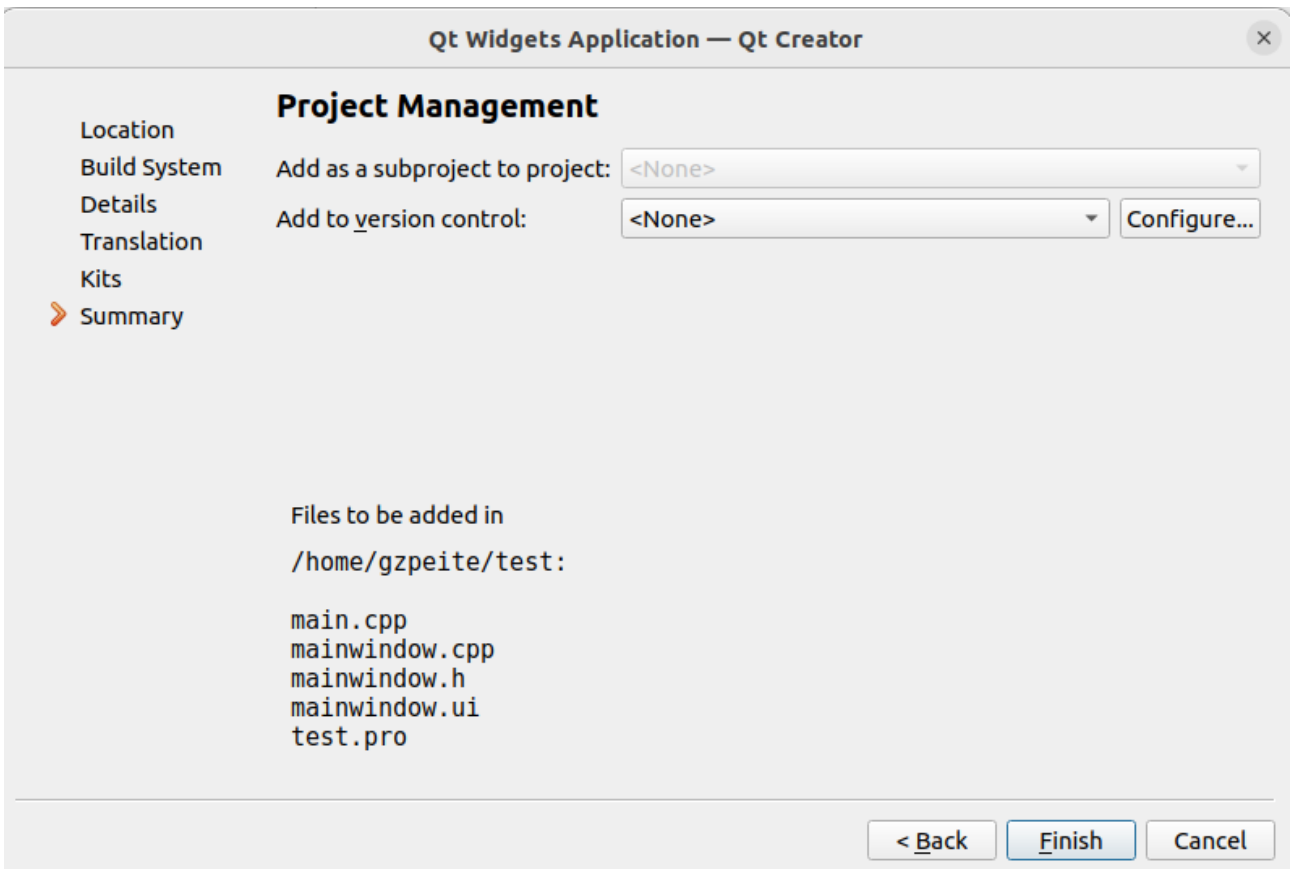 Qt Widgets Application — Qt Creator
Location
Build System
Details
Translation
Kits
Summary
Project Management
Add as a subproject to project: <None>
Add to version control: <None> Configure...
Files to be added in
/home/gzpeite/test:
main.cpp
mainwindow.cpp
mainwindow.h
mainwindow.ui
test.pro
< Back Finish Cancel